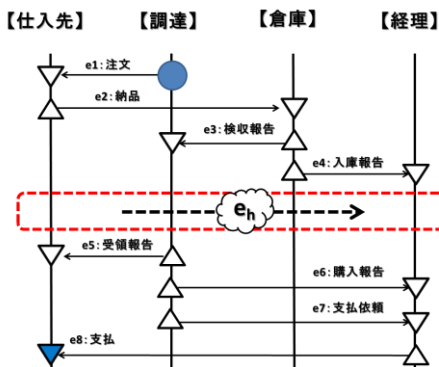 【仕入先】 【調達】 【倉庫】 【経理】
e1:注文
e2:納品
e3:検収報告
e4:入庫報告
eh
e5:受領報告
e6:購入報告
e7:支払依頼
e8:支払